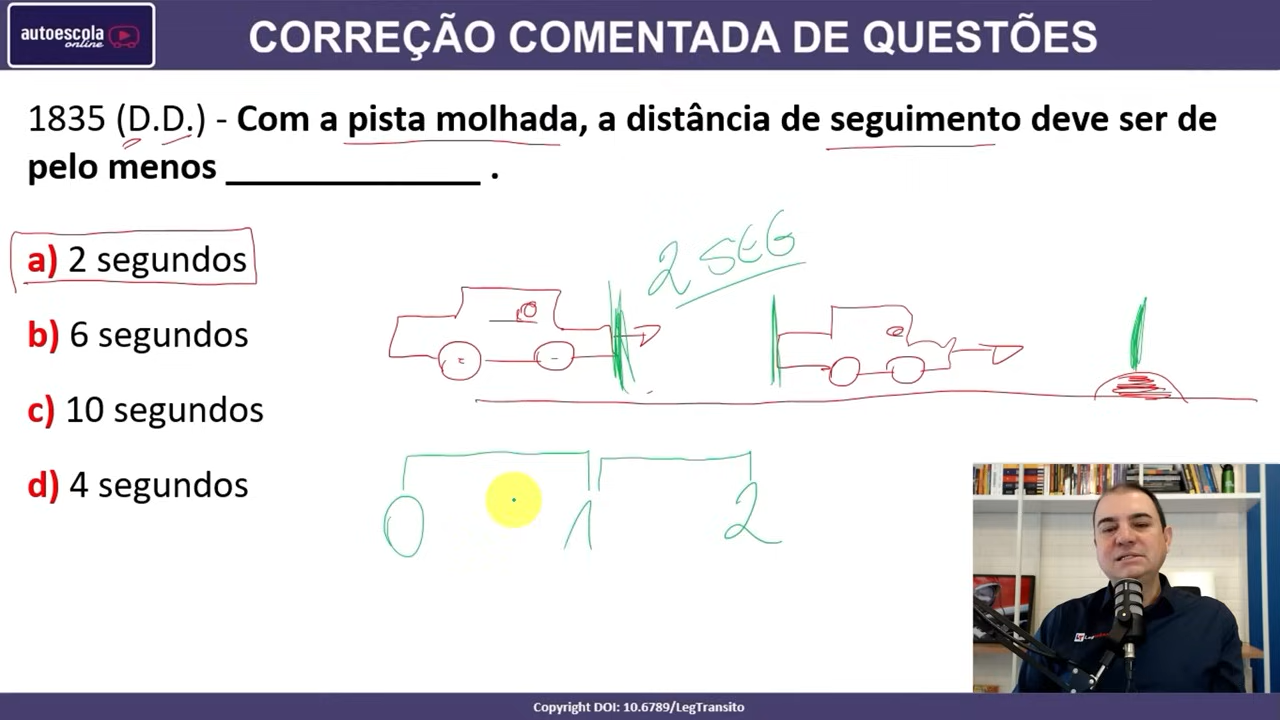 autoescola
online
CORREÇÃO COMENTADA DE QUESTÕES
1835 (D.D.) - Com a pista molhada, a distância de seguimento deve ser de
pelo menos _______________ .
a) 2 segundos
b) 6 segundos
c) 10 segundos
d) 4 segundos
2 SEG
0 1 2
Copyright DOI: 10.6789/LegTransito